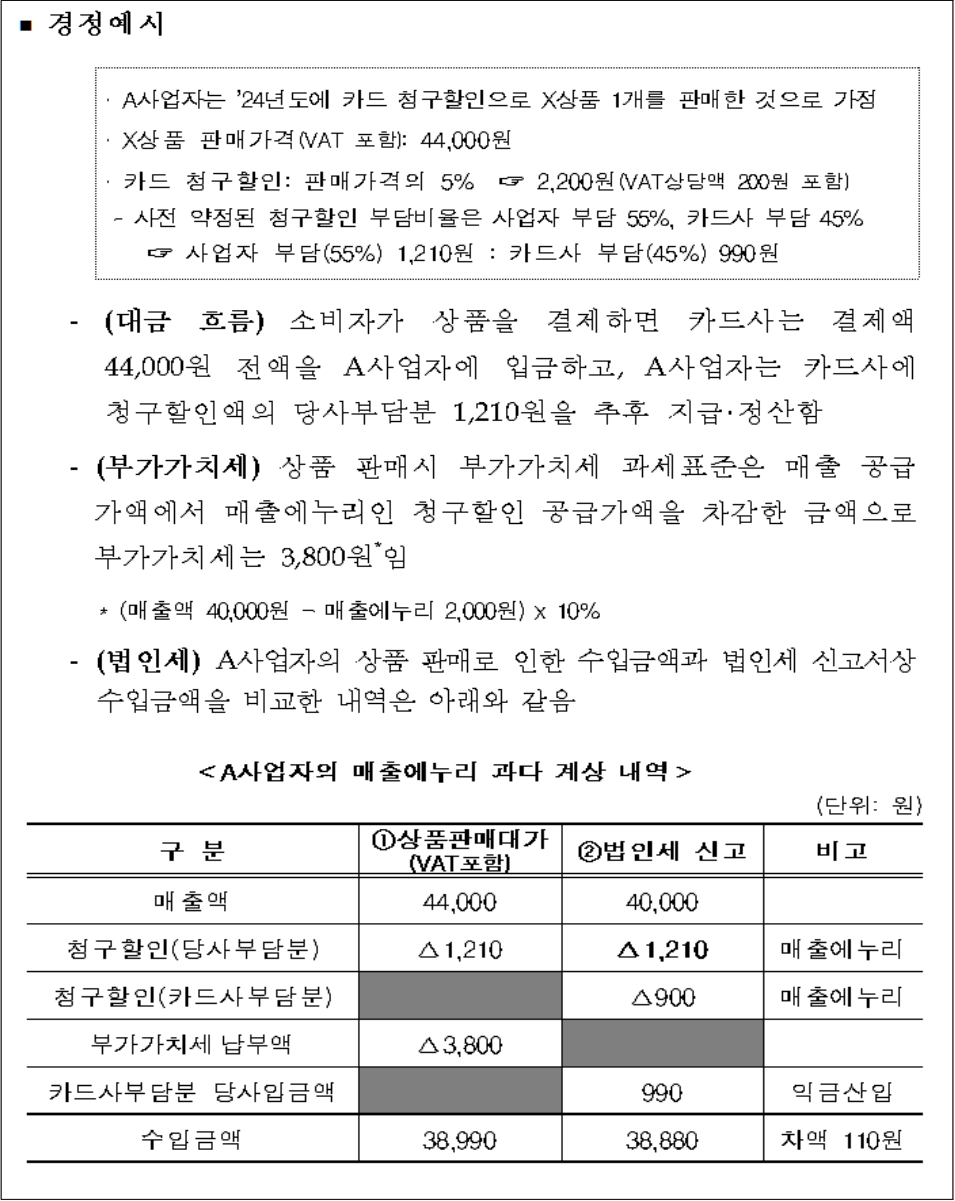 ▪ 경정예시
· A사업자는 '24년도에 카드 청구할인으로 X상품 1개를 판매한 것으로 가정
· X상품 판매가격(VAT 포함): 44,000원
· 카드 청구할인: 판매가격의 5% ☞ 2,200원(VAT상당액 200원 포함)
- 사전 약정된 청구할인 부담비율은 사업자 부담 55%, 카드사 부담 45%
☞ 사업자 부담(55%) 1,210원 : 카드사 부담(45%) 990원
- (대금 흐름) 소비자가 상품을 결제하면 카드사는 결제액
44,000원 전액을 A사업자에 입금하고, A사업자는 카드사에
청구할인액의 당사부담분 1,210원을 추후 지급·정산함
- (부가가치세) 상품 판매시 부가가치세 과세표준은 매출 공급
가액에서 매출에누리인 청구할인 공급가액을 차감한 금액으로
부가가치세는 3,800원*임
* (매출액 40,000원 - 매출에누리 2,000원) x 10%
- (법인세) A사업자의 상품 판매로 인한 수입금액과 법인세 신고서상
수입금액을 비교한 내역은 아래와 같음
<A사업자의 매출에누리 과다 계상 내역>
(단위: 원)
구 분 ①상품판매대가 (VAT포함) ②법인세 신고 비고
매출액 44,000 40,000
청구할인(당사부담분) △1,210 △1,210 매출에누리
청구할인(카드사부담분) △900 매출에누리
부가가치세 납부액 △3,800
카드사부담분 당사입금액 990 익금산입
수입금액 38,990 38,880 차액 110원